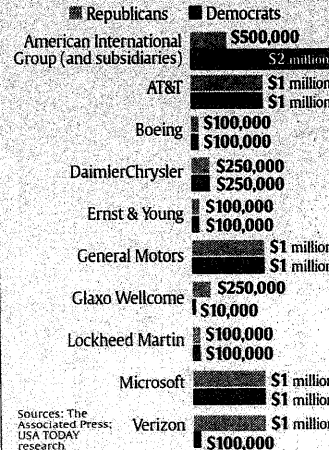 Republicans Democrats
American International
Group (and subsidiaries)
$500,000
$2 million
AT&T
$1 million
$1 million
Boeing
$100,000
$100,000
DaimlerChrysler
$250,000
$250,000
Ernst & Young
$100,000
$100,000
General Motors
$1 million
$1 million
Glaxo Wellcome
$250,000
$10,000
Lockheed Martin
$100,000
$100,000
Microsoft
$1 million
$1 million
Verizon
$1 million
$100,000
Sources: The
Associated Press;
USA TODAY
research